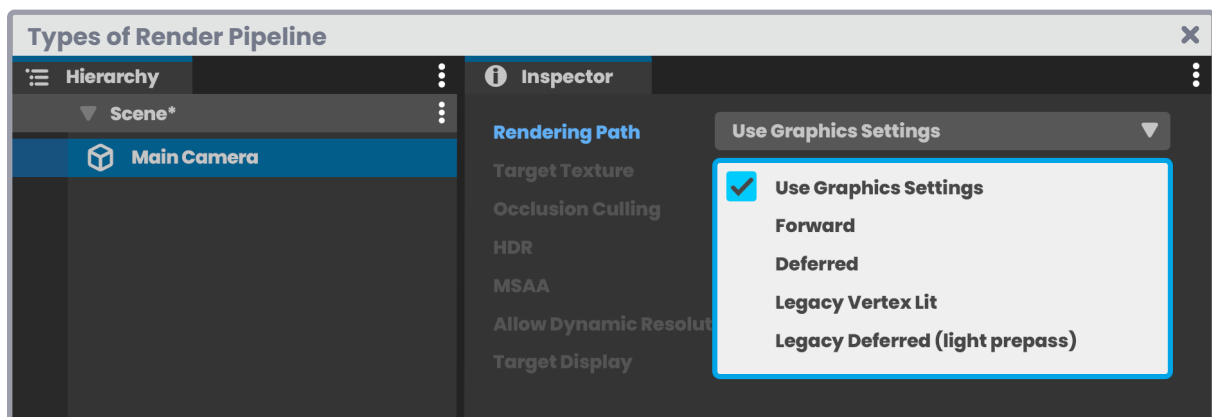 Types of Render Pipeline
Hierarchy
Scene*
Main Camera
Inspector
Rendering Path
Use Graphics Settings
Target Texture
Occlusion Culling
HDR
MSAA
Allow Dynamic Resolut
Target Display
Use Graphics Settings
Forward
Deferred
Legacy Vertex Lit
Legacy Deferred (light prepass)